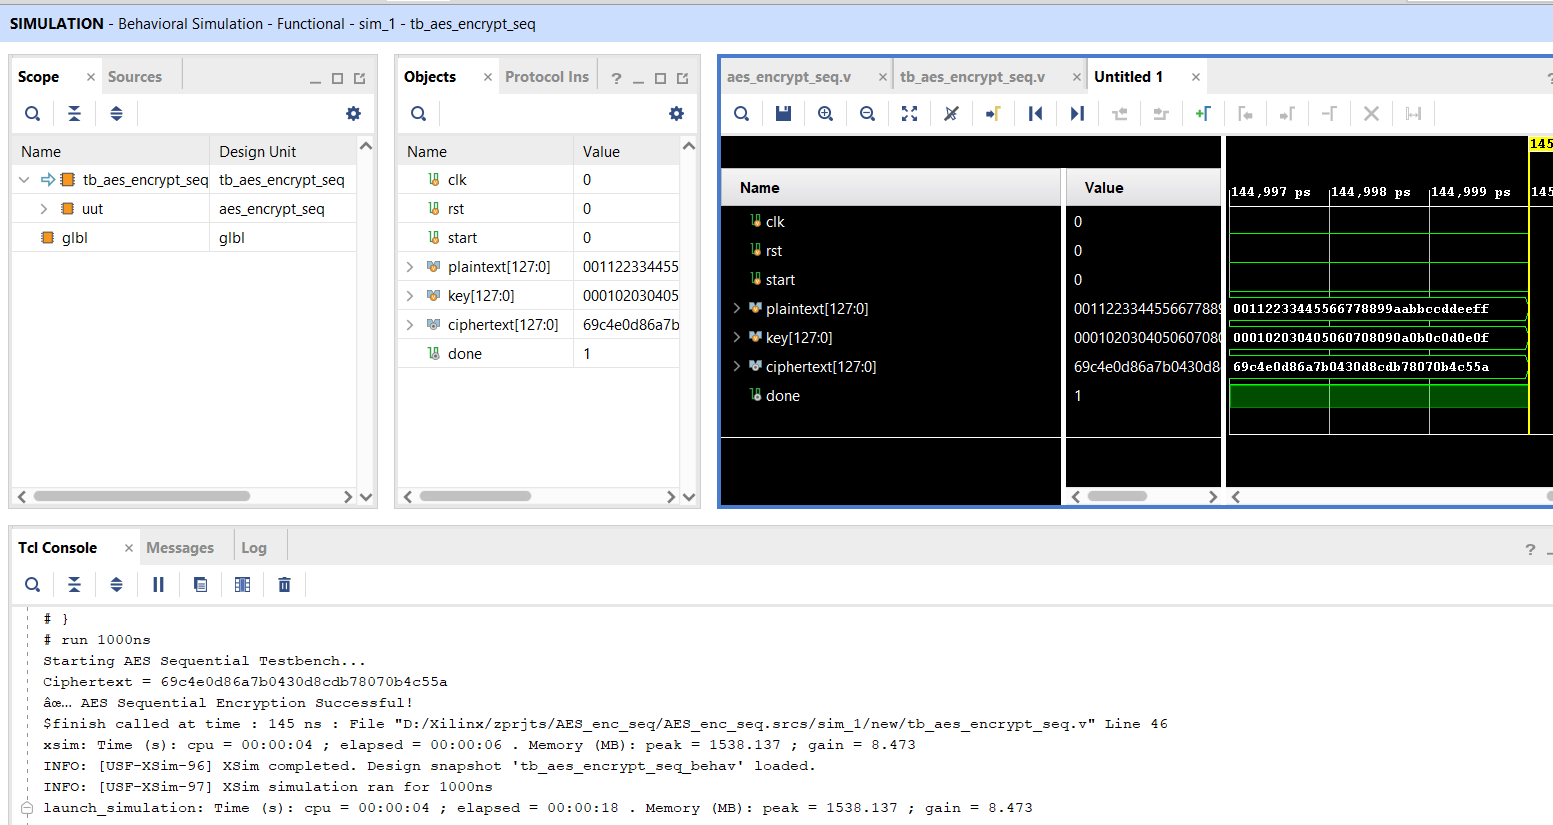 SIMULATION - Behavioral Simulation - Functional - sim_1 - tb_aes_encrypt_seq
Scope × Sources
Name Design Unit
tb_aes_encrypt_seq tb_aes_encrypt_seq
uut aes_encrypt_seq
glbl glbl
Objects × Protocol Ins ?
Name Value
clk 0
rst 0
start 0
plaintext[127:0] 001122334455
key[127:0] 000102030405
ciphertext[127:0] 69c4e0d86a7b
done 1
aes_encrypt_seq.v × tb_aes_encrypt_seq.v × Untitled 1 × ?
Name Value
clk 0
rst 0
start 0
plaintext[127:0] 0011223344556677889
key[127:0] 0001020304050607080
ciphertext[127:0] 69c4e0d86a7b0430d8
done 1
145
144,997 ps 144,998 ps 144,999 ps 145
00112233445566778899aabbccddeeff
000102030405060708090a0b0c0d0e0f
69c4e0d86a7b0430d8cdb78070b4c55a
Tcl Console × Messages Log ?
# }
# run 1000ns
Starting AES Sequential Testbench...
Ciphertext = 69c4e0d86a7b0430d8cdb78070b4c55a
âœ… AES Sequential Encryption Successful!
$finish called at time : 145 ns : File "D:/Xilinx/zprjts/AES_enc_seq/AES_enc_seq.srcs/sim_1/new/tb_aes_encrypt_seq.v" Line 46
xsim: Time (s): cpu = 00:00:04 ; elapsed = 00:00:06 . Memory (MB): peak = 1538.137 ; gain = 8.473
INFO: [USF-XSim-96] XSim completed. Design snapshot 'tb_aes_encrypt_seq_behav' loaded.
INFO: [USF-XSim-97] XSim simulation ran for 1000ns
launch_simulation: Time (s): cpu = 00:00:04 ; elapsed = 00:00:18 . Memory (MB): peak = 1538.137 ; gain = 8.473